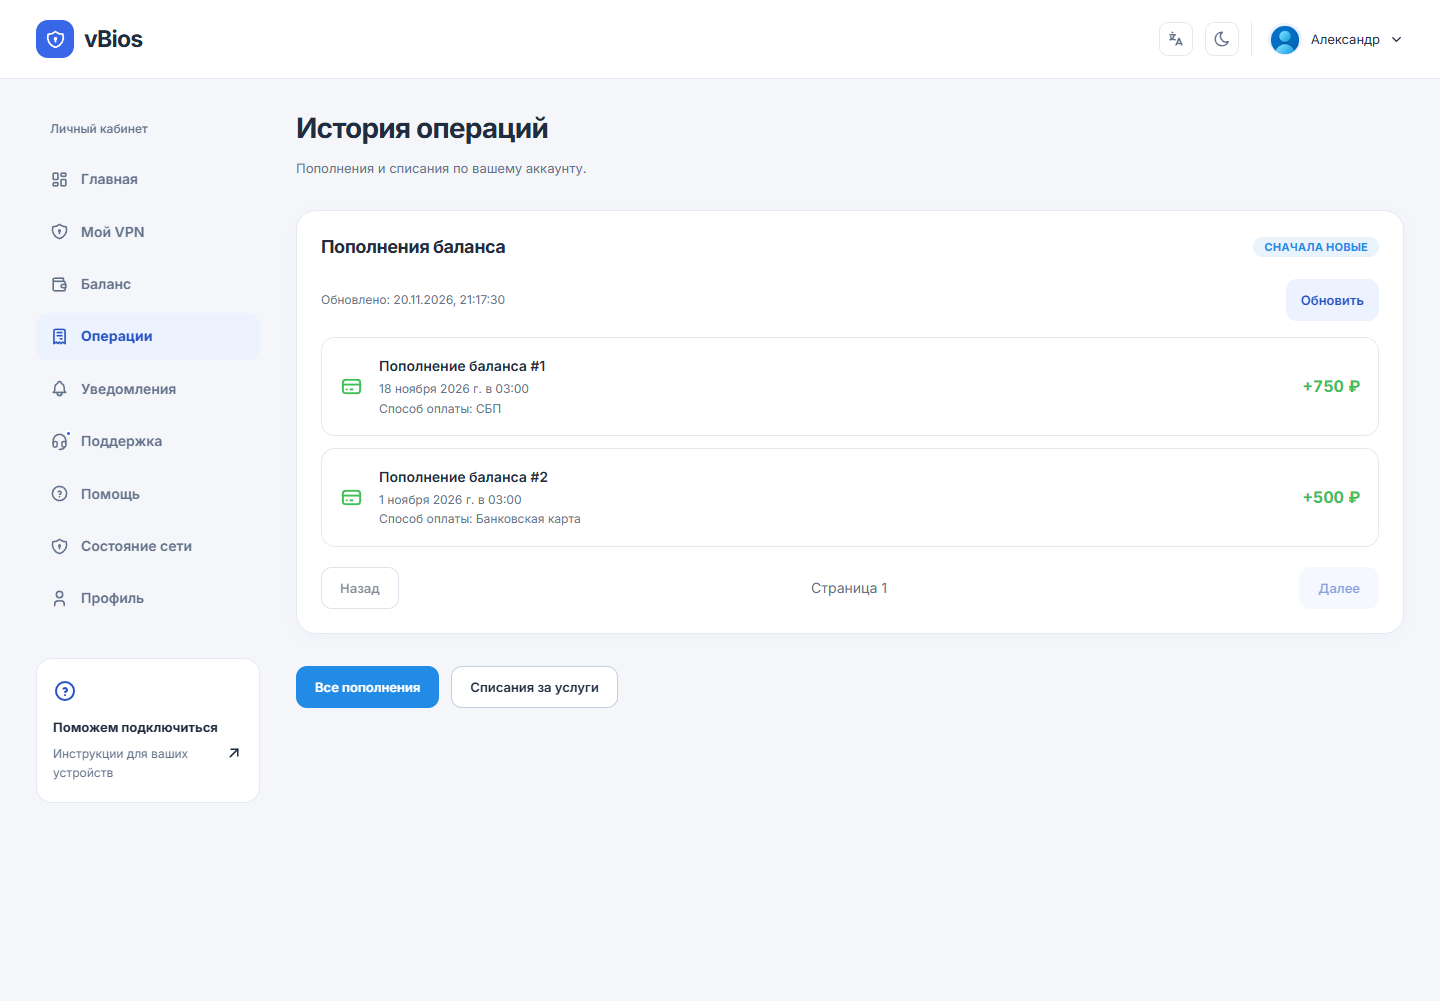 vBios
Александр
Личный кабинет
Главная
Мой VPN
Баланс
Операции
Уведомления
Поддержка
Помощь
Состояние сети
Профиль
Поможем подключиться
Инструкции для ваших
устройств
История операций
Пополнения и списания по вашему аккаунту.
Пополнения баланса
СНАЧАЛА НОВЫЕ
Обновлено: 20.11.2026, 21:17:30
Обновить
Пополнение баланса #1
18 ноября 2026 г. в 03:00
Способ оплаты: СБП
+750 ₽
Пополнение баланса #2
1 ноября 2026 г. в 03:00
Способ оплаты: Банковская карта
+500 ₽
Назад
Страница 1
Далее
Все пополнения
Списания за услуги